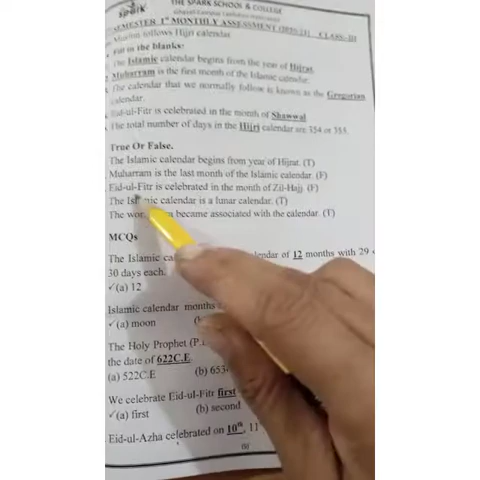 THE SPARK SCHOOL & COLLEGE
spark
SEMESTER 1st MONTHLY ASSESSMENT CLASS-III
Muslim follows Hijri calendar
Fill in the blanks:
The Islamic calendar begins from the year of Hijrat.
Muharram is the first month of the Islamic calendar.
The calendar that we normally follow is known as the Gregorian
calendar.
Eid-ul-Fitr is celebrated in the month of Shawwal
The total number of days in the Hijri calendar are 354 or 355.
True Or False.
The Islamic calendar begins from year of Hijrat. (T)
Muharram is the last month of the Islamic calendar. (F)
Eid-ul-Fitr is celebrated in the month of Zil-Hajj. (F)
The Islamic calendar is a lunar calendar. (T)
The became associated with the calendar. (T)
MCQs
The Islamic of 12 months with 29
30 days each.
✓(a) 12
Islamic calendar months
✓(a) moon (b)
The Holy Prophet
the date of 622C.E.
(a) 522C.E (b)
We celebrate Eid-ul-Fitr first
✓(a) first (b) second
Eid-ul-Azha celebrated on 10th, 11